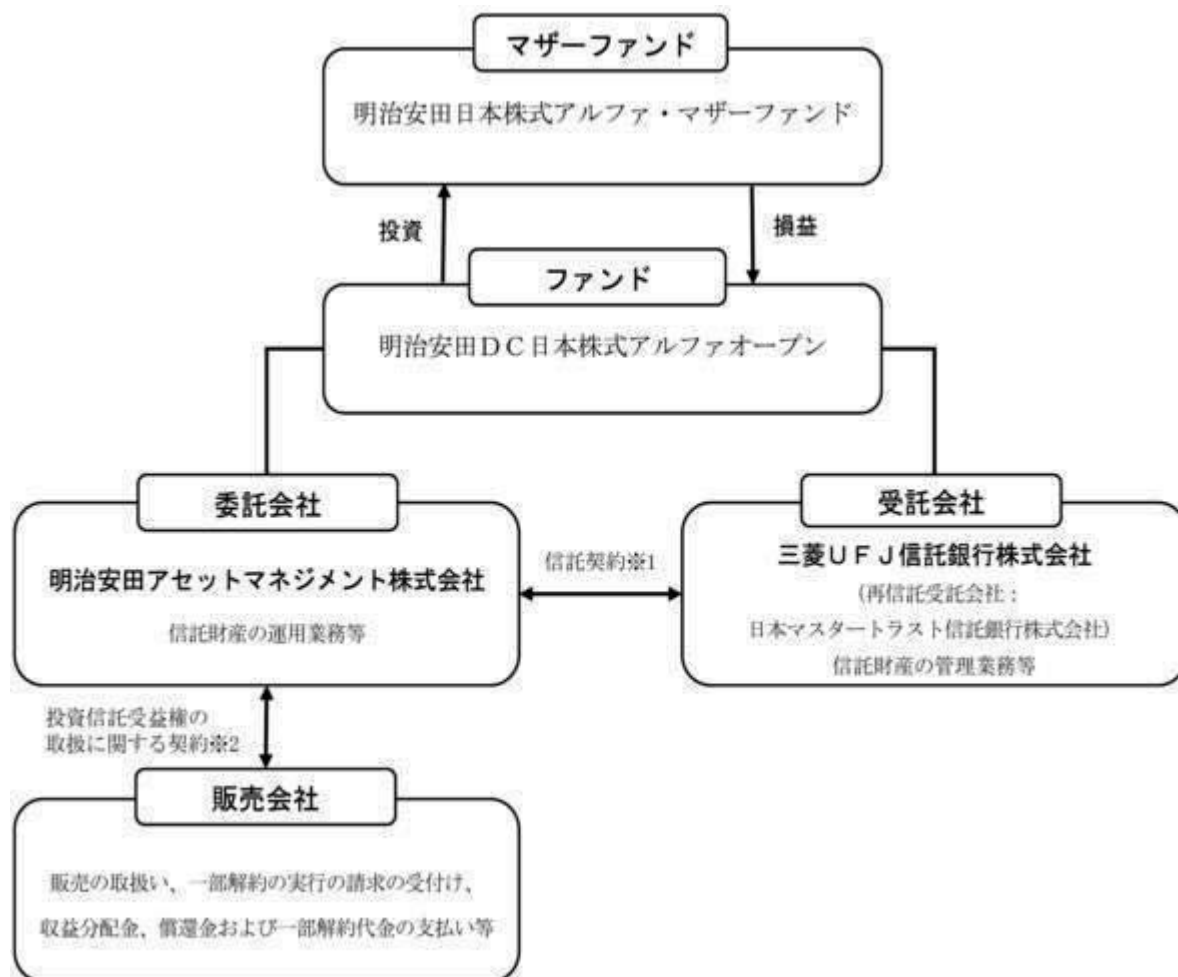 マザーファンド
明治安田日本株式アルファ・マザーファンド
投資
損益
ファンド
明治安田DC日本株式アルファオープン
委託会社
明治安田アセットマネジメント株式会社
信託財産の運用業務等
信託契約※1
受託会社
三菱UFJ信託銀行株式会社
(再信託受託会社:
日本マスタートラスト信託銀行株式会社)
信託財産の管理業務等
投資信託受益権の
取扱に関する契約※2
販売会社
販売の取扱い、一部解約の実行の請求の受付け、
収益分配金、償還金および一部解約代金の支払い等